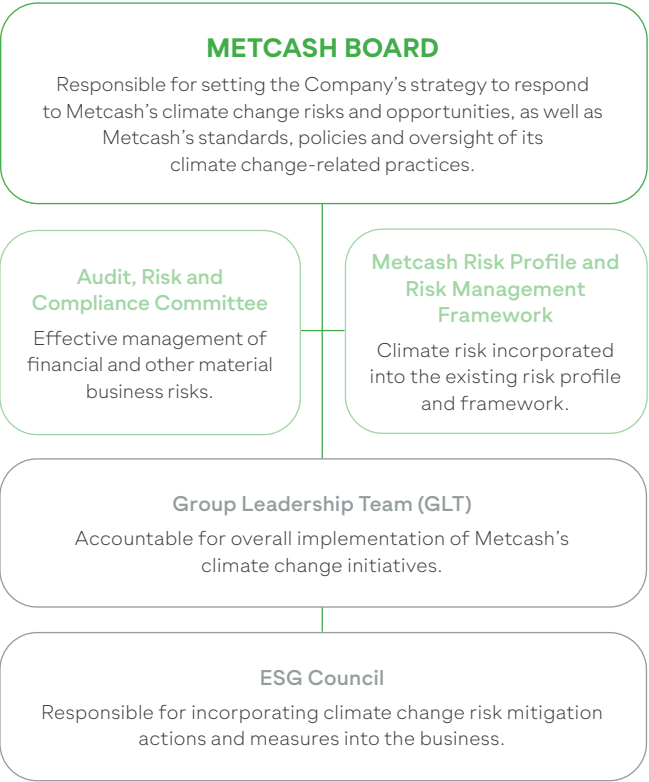 METCASH BOARD
Responsible for setting the Company’s strategy to respond
to Metcash’s climate change risks and opportunities, as well as
Metcash’s standards, policies and oversight of its
climate change-related practices.
Audit, Risk and
Compliance Committee
Effective management of
financial and other material
business risks.
Metcash Risk Profile and
Risk Management
Framework
Climate risk incorporated
into the existing risk profile
and framework.
Group Leadership Team (GLT)
Accountable for overall implementation of Metcash’s
climate change initiatives.
ESG Council
Responsible for incorporating climate change risk mitigation
actions and measures into the business.